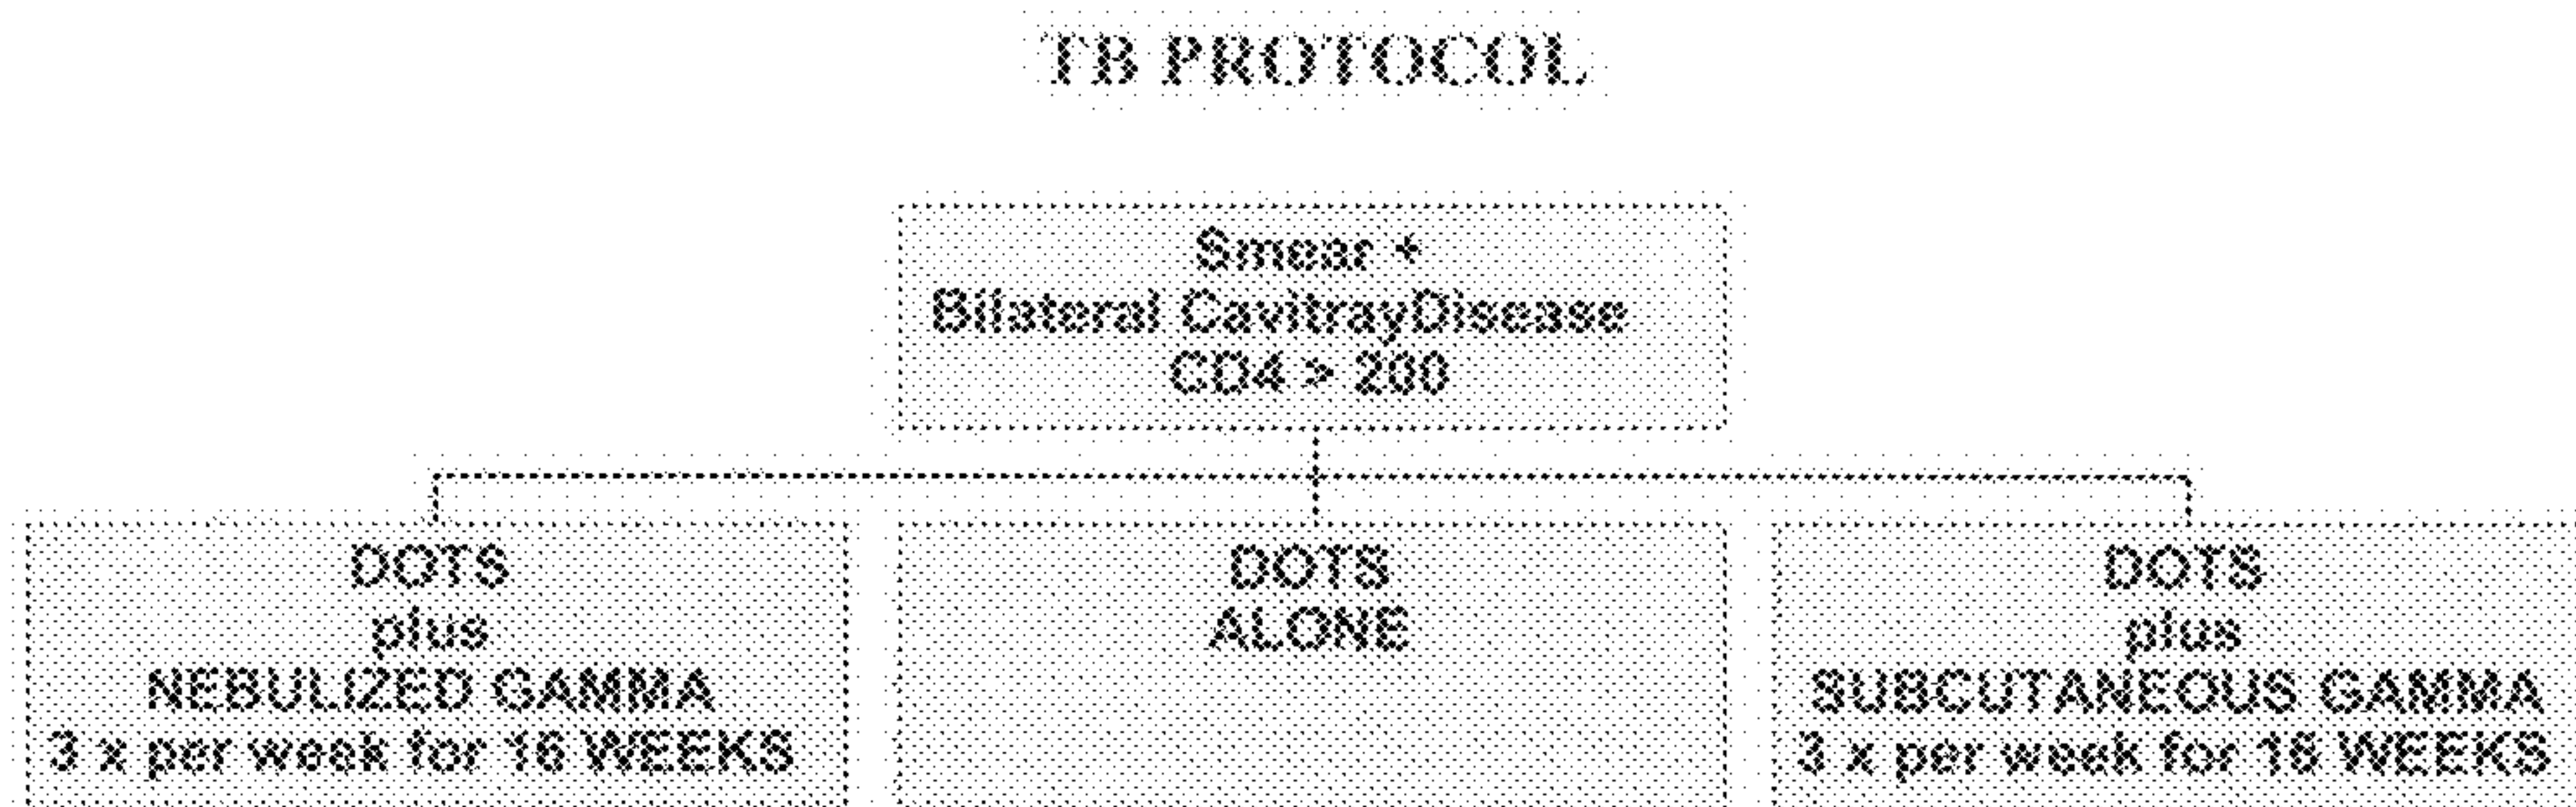 TB PROTOCOL
Smear +
Bilateral CavitrayDisease
CD4 > 200
DOTS
plus
NEBULIZED GAMMA
3 x per week for 16 WEEKS
DOTS
ALONE
DOTS
plus
SUBCUTANEOUS GAMMA
3 x per week for 16 WEEKS